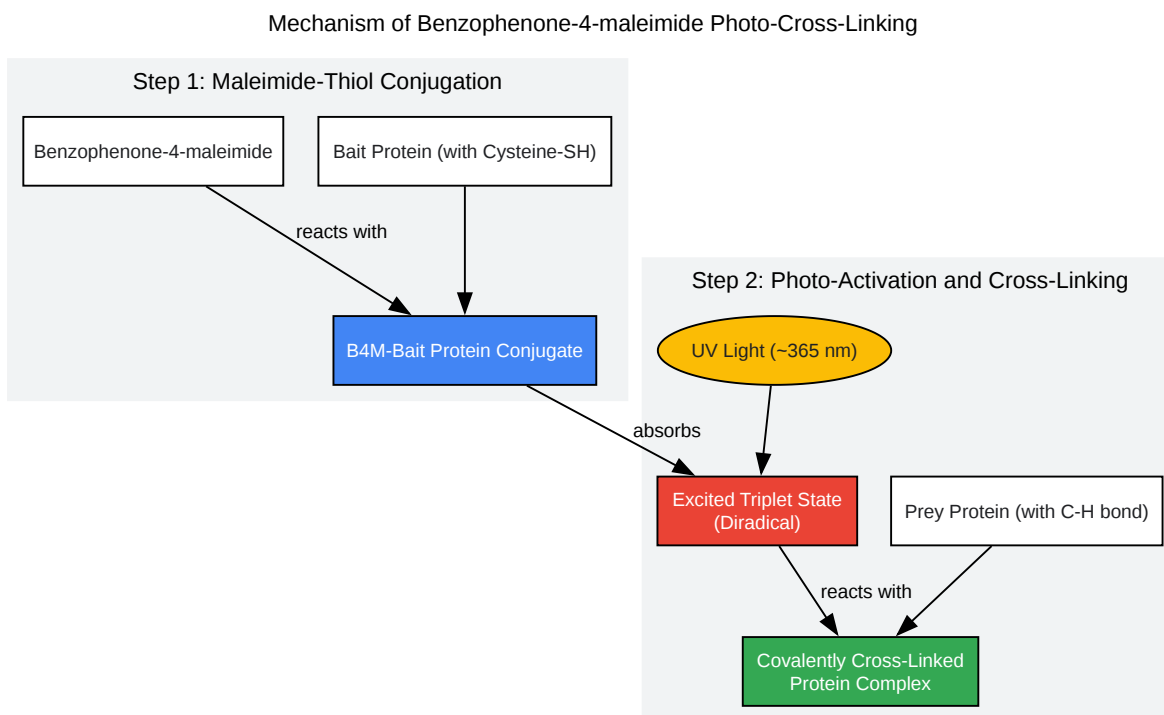 Mechanism of Benzophenone-4-maleimide Photo-Cross-Linking
Step 1: Maleimide-Thiol Conjugation
Benzophenone-4-maleimide
Bait Protein (with Cysteine-SH)
reacts with
B4M-Bait Protein Conjugate
Step 2: Photo-Activation and Cross-Linking
UV Light (~365 nm)
absorbs
Excited Triplet State
(Diradical)
Prey Protein (with C-H bond)
reacts with
Covalently Cross-Linked
Protein Complex